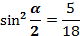 sin² α/2 = 5/18